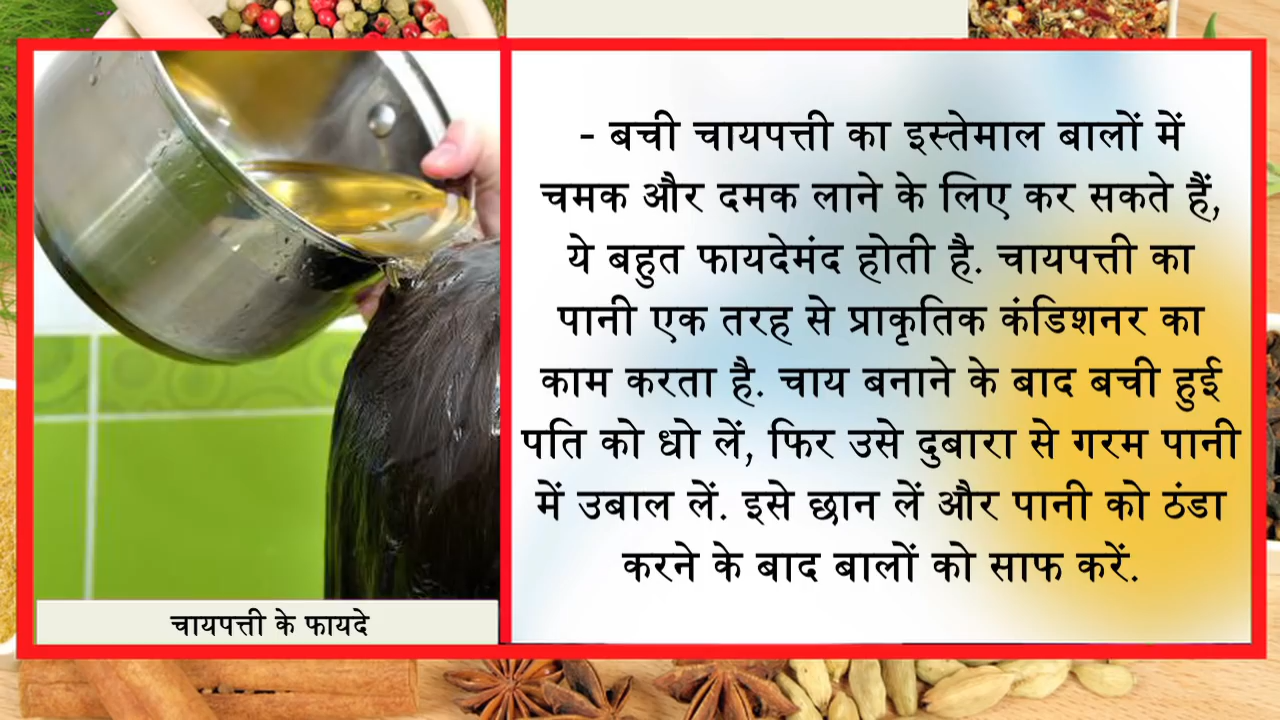 - बची चायपत्ती का इस्तेमाल बालों में
चमक और दमक लाने के लिए कर सकते हैं,
ये बहुत फायदेमंद होती है. चायपत्ती का
पानी एक तरह से प्राकृतिक कंडिशनर का
काम करता है. चाय बनाने के बाद बची हुई
पति को धो लें, फिर उसे दुबारा से गरम पानी
में उबाल लें. इसे छान लें और पानी को ठंडा
करने के बाद बालों को साफ करें.
चायपत्ती के फायदे